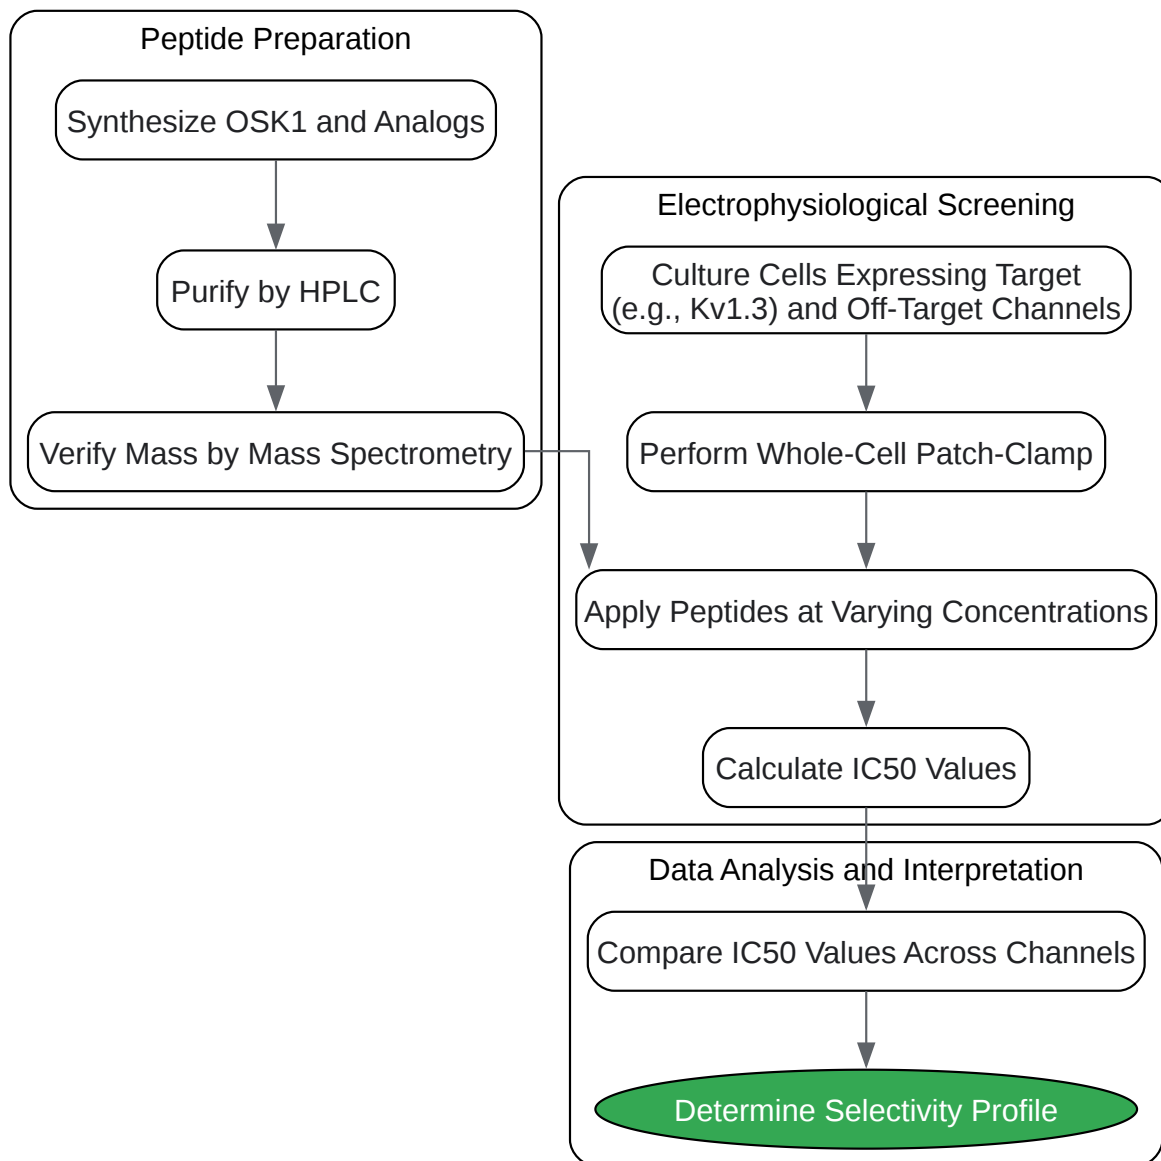 Peptide Preparation
Synthesize OSK1 and Analogs
Purify by HPLC
Verify Mass by Mass Spectrometry
Electrophysiological Screening
Culture Cells Expressing Target
(e.g., Kv1.3) and Off-Target Channels
Perform Whole-Cell Patch-Clamp
Apply Peptides at Varying Concentrations
Calculate IC50 Values
Data Analysis and Interpretation
Compare IC50 Values Across Channels
Determine Selectivity Profile